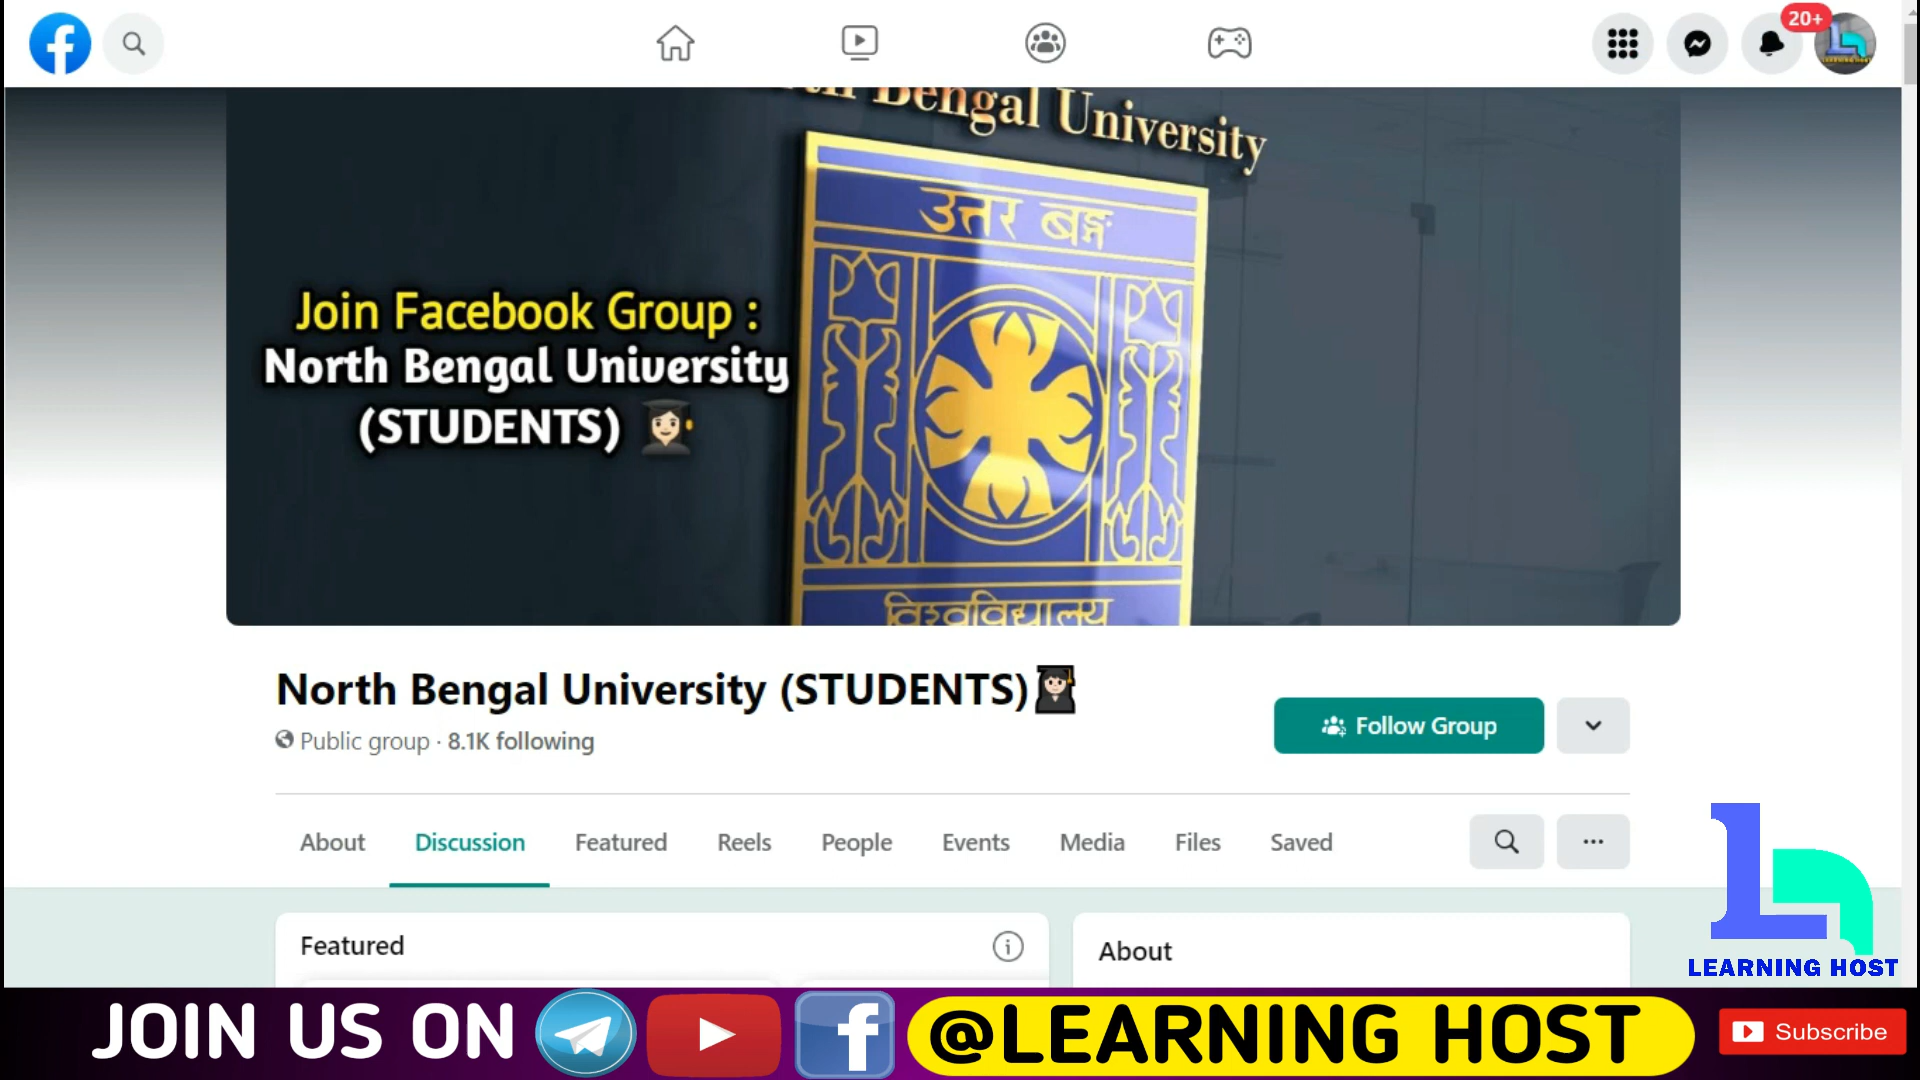 20+
North Bengal University
उत्तर बङ्ग
विश्वविद्यालय
Join Facebook Group :
North Bengal University
(STUDENTS)
North Bengal University (STUDENTS)
Public group · 8.1K following
Follow Group
About Discussion Featured Reels People Events Media Files Saved
Featured
About
LEARNING HOST
JOIN US ON @LEARNING HOST Subscribe